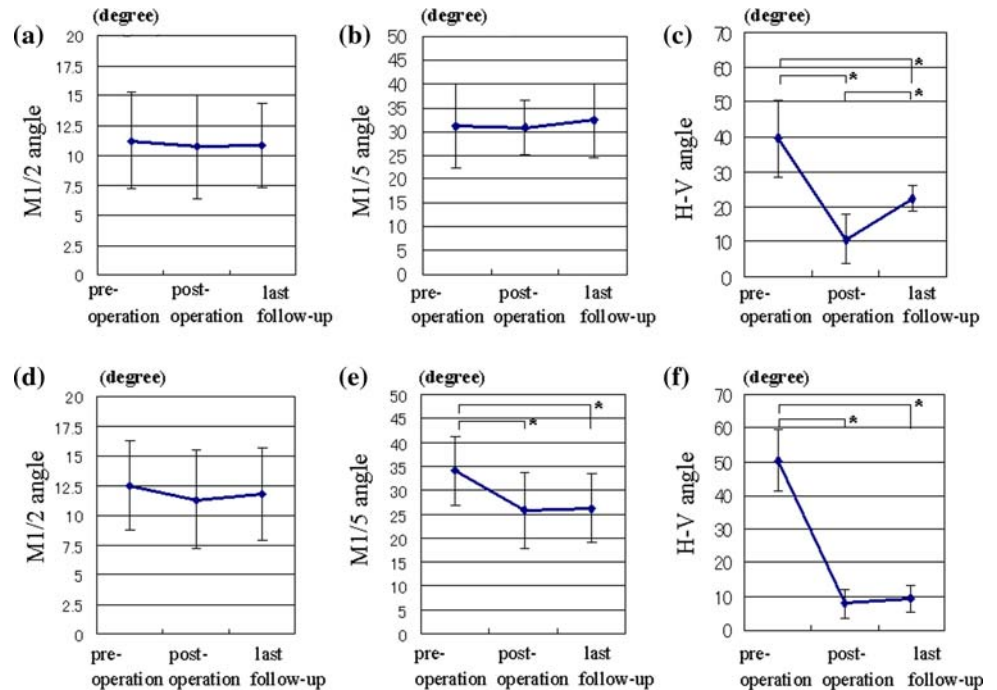 (a) (degree)
M1/2 angle
20
17.5
15
12.5
10
7.5
5
2.5
0
pre-operation
post-operation
last follow-up
(b) (degree)
M1/5 angle
50
45
40
35
30
25
20
15
10
5
0
pre-operation
post-operation
last follow-up
(c) (degree)
H-V angle
70
60
50
40
30
20
10
0
*
*
*
pre-operation
post-operation
last follow-up
(d) (degree)
M1/2 angle
20
17.5
15
12.5
10
7.5
5
2.5
0
pre-operation
post-operation
last follow-up
(e) (degree)
M1/5 angle
50
45
40
35
30
25
20
15
10
5
0
*
*
pre-operation
post-operation
last follow-up
(f) (degree)
H-V angle
70
60
50
40
30
20
10
0
*
*
pre-operation
post-operation
last follow-up